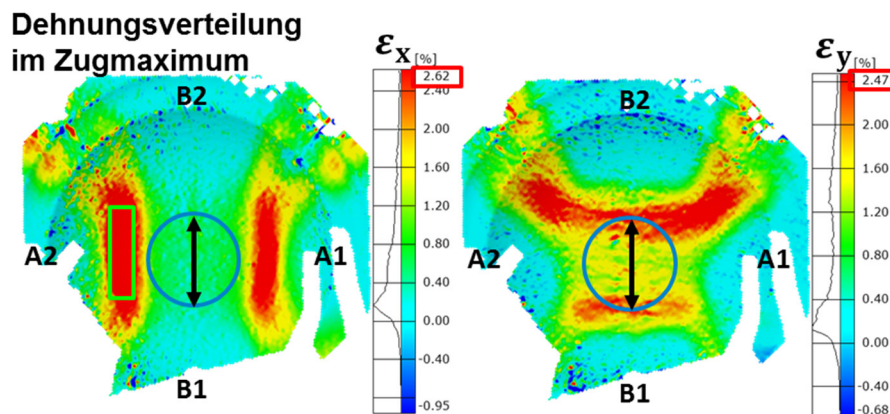 Dehnungsverteilung
im Zugmaximum
εx [%]
2.62
2.40
2.00
1.60
1.20
0.80
0.40
0.00
-0.40
-0.95
B2
A2
A1
B1
εy [%]
2.47
2.00
1.60
1.20
0.80
0.40
0.00
-0.40
-0.68
B2
A2
A1
B1